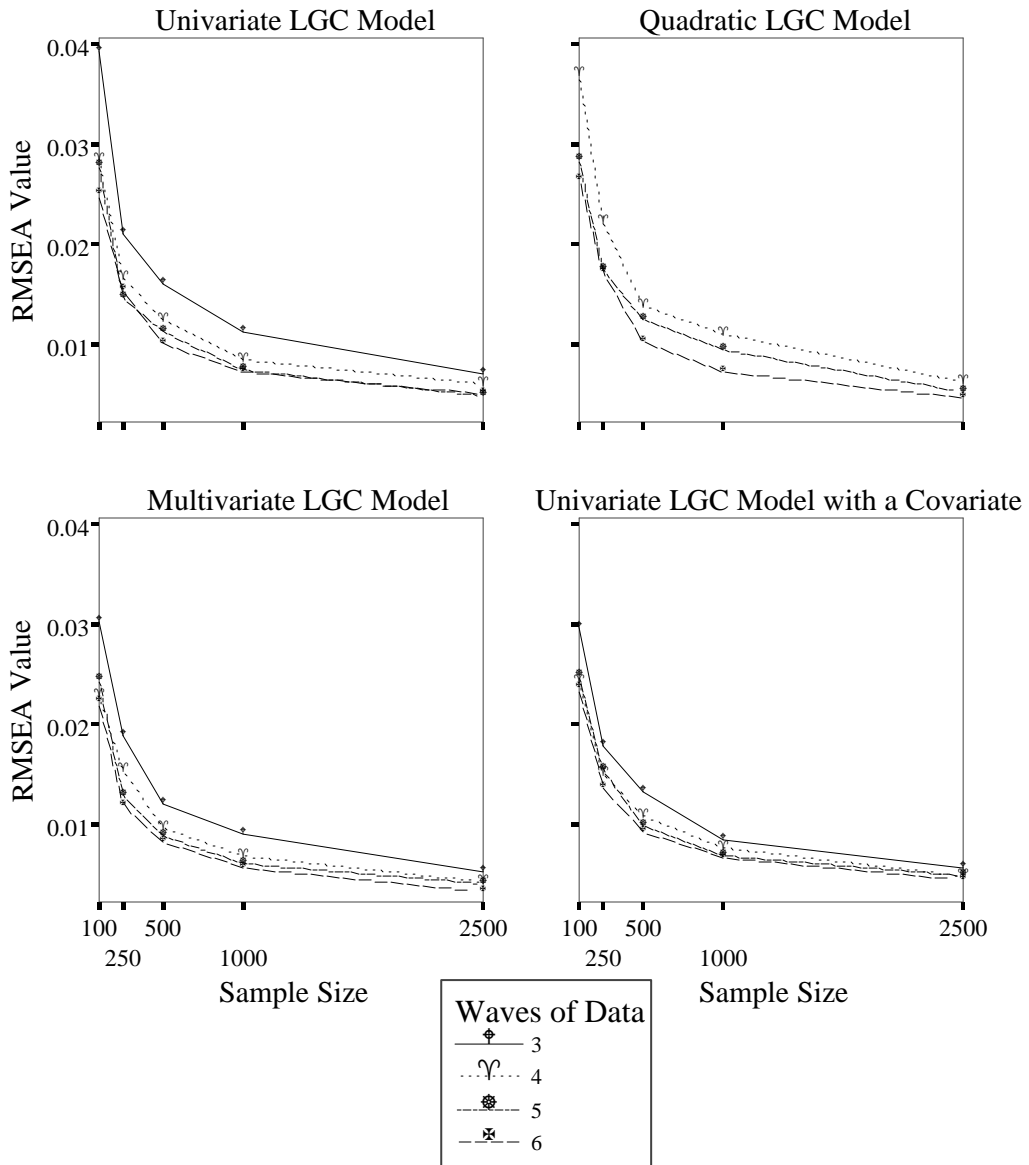 Univariate LGC Model
Quadratic LGC Model
0.04
0.03
0.02
0.01
RMSEA Value
Multivariate LGC Model
Univariate LGC Model with a Covariate
0.04
0.03
0.02
0.01
RMSEA Value
100 500 2500
250 1000
Sample Size
100 500 2500
250 1000
Sample Size
Waves of Data
3
4
5
6